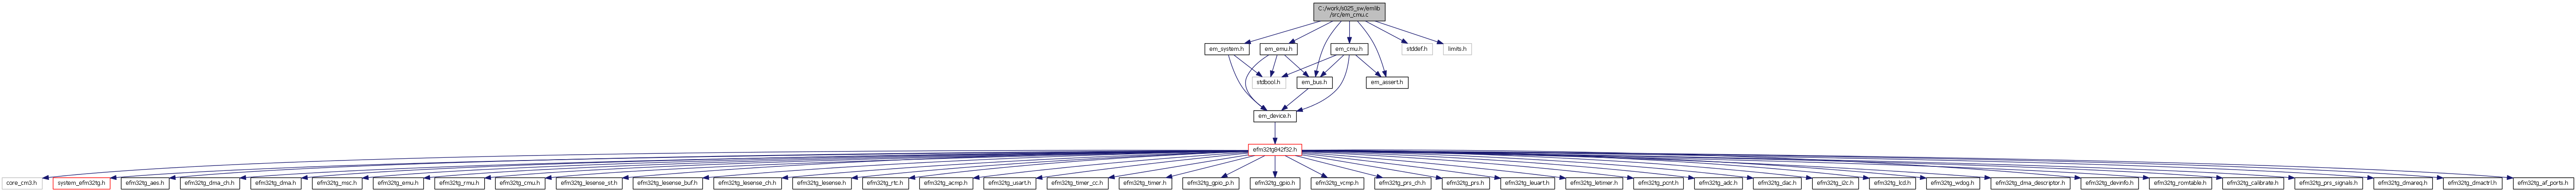 C:/work/s025_sw/emlib
/src/em_cmu.c
em_system.h
em_emu.h
em_cmu.h
stddef.h
limits.h
stdbool.h
em_bus.h
em_assert.h
em_device.h
efm32tg842f32.h
core_cm3.h
system_efm32tg.h
efm32tg_aes.h
efm32tg_dma_ch.h
efm32tg_dma.h
efm32tg_msc.h
efm32tg_emu.h
efm32tg_rmu.h
efm32tg_cmu.h
efm32tg_lesense_st.h
efm32tg_lesense_buf.h
efm32tg_lesense_ch.h
efm32tg_lesense.h
efm32tg_rtc.h
efm32tg_acmp.h
efm32tg_usart.h
efm32tg_timer_cc.h
efm32tg_timer.h
efm32tg_gpio_p.h
efm32tg_gpio.h
efm32tg_vcmp.h
efm32tg_prs_ch.h
efm32tg_prs.h
efm32tg_leuart.h
efm32tg_letimer.h
efm32tg_pcnt.h
efm32tg_adc.h
efm32tg_dac.h
efm32tg_i2c.h
efm32tg_lcd.h
efm32tg_wdog.h
efm32tg_dma_descriptor.h
efm32tg_devinfo.h
efm32tg_romtable.h
efm32tg_calibrate.h
efm32tg_prs_signals.h
efm32tg_dmareq.h
efm32tg_dmactrl.h
efm32tg_af_ports.h